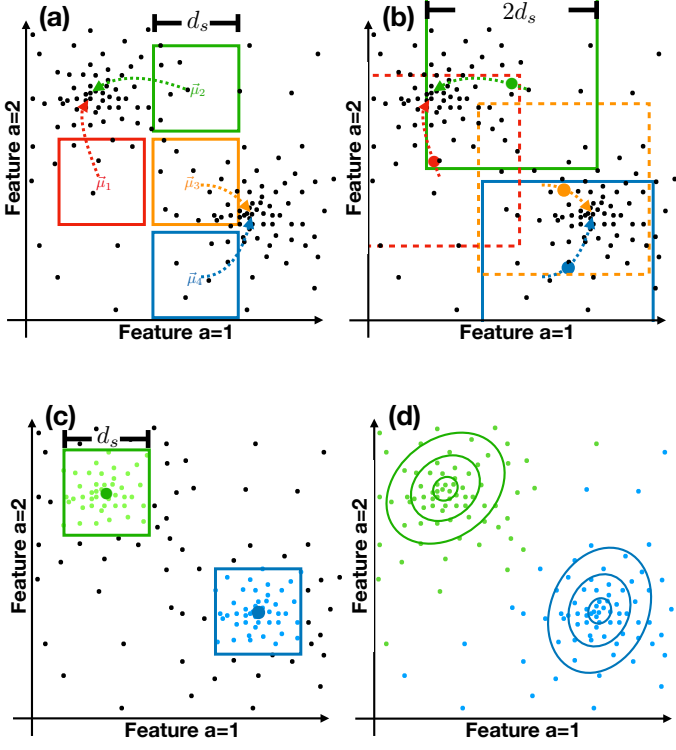 (a)
d_s
(b)
2d_s
Feature a=2
μ⃗₂
μ⃗₁
μ⃗₃
μ⃗₄
Feature a=1
Feature a=2
Feature a=1
(c)
d_s
(d)
Feature a=2
Feature a=1
Feature a=2
Feature a=1